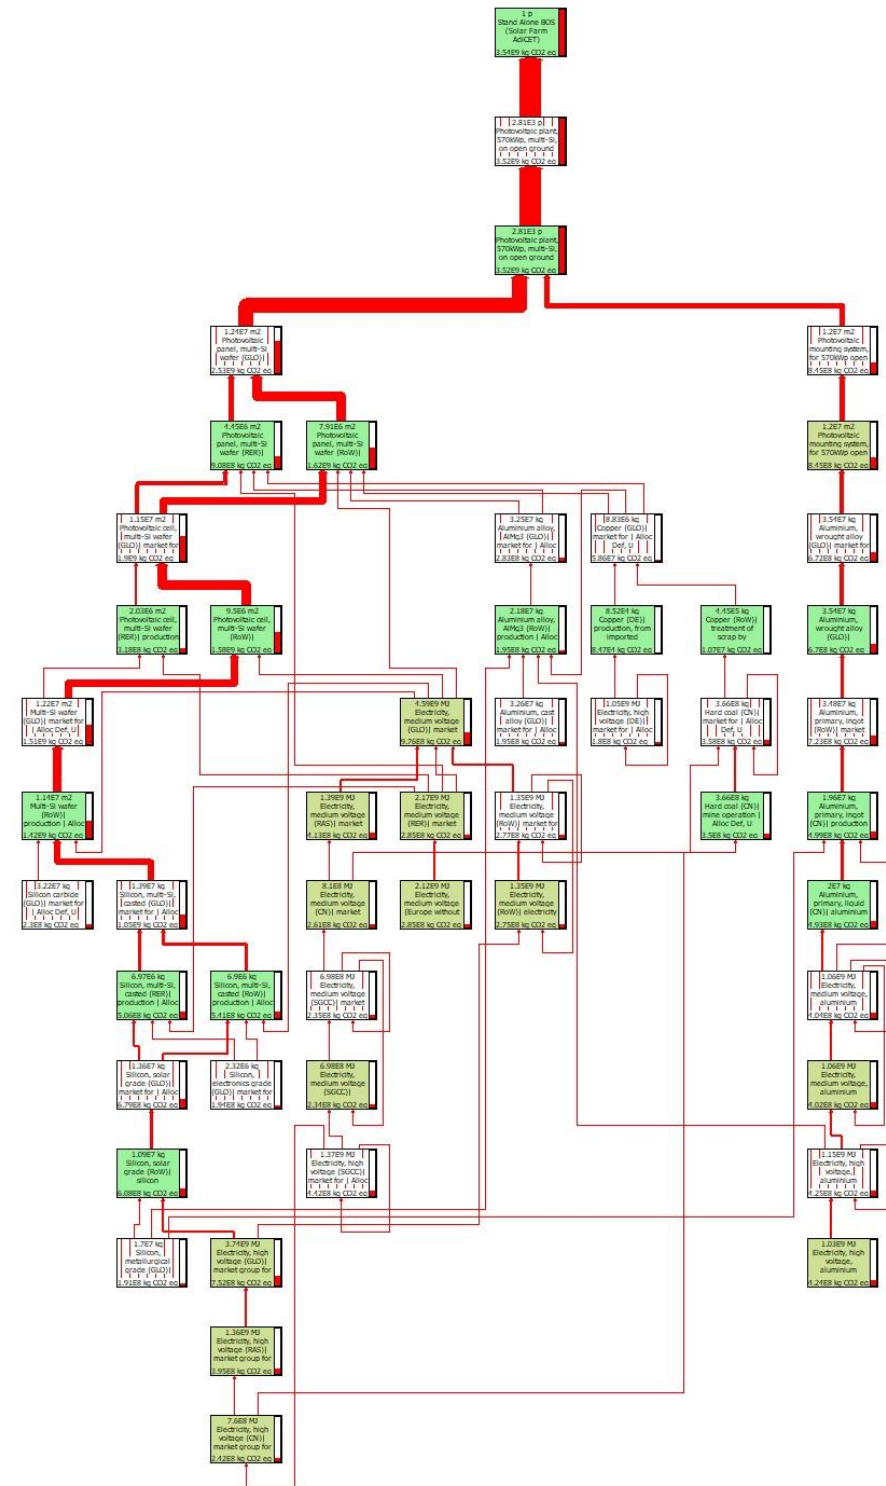 1 p
Stand Alone BOS
(Solar Farm
AdiCET)
3.54E9 kg CO2 eq
2.81E3 p
Photovoltaic plant,
570kWp, multi-Si,
on open ground
3.52E9 kg CO2 eq
2.81E3 p
Photovoltaic plant,
570kWp, multi-Si,
on open ground
3.52E9 kg CO2 eq
1.24E7 m2
Photovoltaic
panel, multi-Si
wafer {GLO}|
2.53E9 kg CO2 eq
1.2E7 m2
Photovoltaic
mounting system,
for 570kWp open
8.45E8 kg CO2 eq
4.45E6 m2
Photovoltaic
panel, multi-Si
wafer {RER}|
9.08E8 kg CO2 eq
7.91E6 m2
Photovoltaic
panel, multi-Si
wafer {RoW}|
1.62E9 kg CO2 eq
1.2E7 m2
Photovoltaic
mounting system,
for 570kWp open
8.45E8 kg CO2 eq
1.15E7 m2
Photovoltaic cell,
multi-Si wafer
{GLO}| market for
1.9E9 kg CO2 eq
3.25E7 kg
Aluminium alloy,
AlMg3 {GLO}|
market for | Alloc
2.83E8 kg CO2 eq
8.83E6 kg
Copper {GLO}|
market for | Alloc
Def, U
5.86E7 kg CO2 eq
3.54E7 kg
Aluminium,
wrought alloy
{GLO}| market for
6.72E8 kg CO2 eq
2.03E6 m2
Photovoltaic cell,
multi-Si wafer
{RER}| production
3.18E8 kg CO2 eq
9.5E6 m2
Photovoltaic cell,
multi-Si wafer
{RoW}|
1.58E9 kg CO2 eq
2.18E7 kg
Aluminium alloy,
AlMg3 {RoW}|
production | Alloc
1.95E8 kg CO2 eq
8.52E4 kg
Copper {DE}|
production, from
imported
8.47E4 kg CO2 eq
4.45E5 kg
Copper {RoW}|
treatment of
scrap by
1.07E7 kg CO2 eq
3.54E7 kg
Aluminium,
wrought alloy
{GLO}|
6.7E8 kg CO2 eq
1.22E7 m2
Multi-Si wafer
{GLO}| market for
| Alloc Def, U
1.51E9 kg CO2 eq
4.59E9 MJ
Electricity,
medium voltage
{GLO}| market
9.76E8 kg CO2 eq
3.26E7 kg
Aluminium, cast
alloy {GLO}|
market for | Alloc
1.95E8 kg CO2 eq
1.05E9 MJ
Electricity, high
voltage {DE}|
market for | Alloc
1.8E8 kg CO2 eq
3.66E8 kg
Hard coal {CN}|
market for | Alloc
Def, U
3.58E8 kg CO2 eq
3.48E7 kg
Aluminium,
primary, ingot
{RoW}| market
7.23E8 kg CO2 eq
1.14E7 m2
Multi-Si wafer
{RoW}|
production | Alloc
1.42E9 kg CO2 eq
1.39E9 MJ
Electricity,
medium voltage
{RAS}| market
4.13E8 kg CO2 eq
2.17E9 MJ
Electricity,
medium voltage
{RER}| market
2.85E8 kg CO2 eq
1.35E9 MJ
Electricity,
medium voltage
{RoW}| market for
2.77E8 kg CO2 eq
3.66E8 kg
Hard coal {CN}|
mine operation |
Alloc Def, U
3.5E8 kg CO2 eq
1.96E7 kg
Aluminium,
primary, ingot
{CN}| production
4.99E8 kg CO2 eq
3.22E7 kg
Silicon carbide
{GLO}| market for
| Alloc Def, U
2.3E8 kg CO2 eq
1.39E7 kg
Silicon, multi-Si,
casted {GLO}|
market for | Alloc
1.05E9 kg CO2 eq
8.1E8 MJ
Electricity,
medium voltage
{CN}| market
2.61E8 kg CO2 eq
2.12E9 MJ
Electricity,
medium voltage
{Europe without
2.85E8 kg CO2 eq
1.35E9 MJ
Electricity,
medium voltage
{RoW}| electricity
2.75E8 kg CO2 eq
2E7 kg
Aluminium,
primary, liquid
{CN}| aluminium
4.93E8 kg CO2 eq
6.97E6 kg
Silicon, multi-Si,
casted {RER}|
production | Alloc
5.06E8 kg CO2 eq
6.9E6 kg
Silicon, multi-Si,
casted {RoW}|
production | Alloc
5.41E8 kg CO2 eq
6.98E8 MJ
Electricity,
medium voltage
{SGCC}| market
2.35E8 kg CO2 eq
1.06E9 MJ
Electricity,
medium voltage,
aluminium
4.04E8 kg CO2 eq
1.36E7 kg
Silicon, solar
grade {GLO}|
market for | Alloc
6.79E8 kg CO2 eq
2.32E6 kg
Silicon,
electronics grade
{GLO}| market for
1.94E8 kg CO2 eq
6.98E8 MJ
Electricity,
medium voltage
{SGCC}|
2.34E8 kg CO2 eq
1.06E9 MJ
Electricity,
medium voltage,
aluminium
4.02E8 kg CO2 eq
1.09E7 kg
Silicon, solar
grade {RoW}|
silicon
6.08E8 kg CO2 eq
1.37E9 MJ
Electricity, high
voltage {SGCC}|
market for | Alloc
4.42E8 kg CO2 eq
1.15E9 MJ
Electricity, high
voltage,
aluminium
4.25E8 kg CO2 eq
1.7E7 kg
Silicon,
metallurgical
grade {GLO}|
1.91E8 kg CO2 eq
3.74E9 MJ
Electricity, high
voltage {GLO}|
market group for
7.52E8 kg CO2 eq
1.03E9 MJ
Electricity, high
voltage,
aluminium
4.24E8 kg CO2 eq
1.36E9 MJ
Electricity, high
voltage {RAS}|
market group for
3.95E8 kg CO2 eq
7.6E8 MJ
Electricity, high
voltage {CN}|
market group for
2.42E8 kg CO2 eq